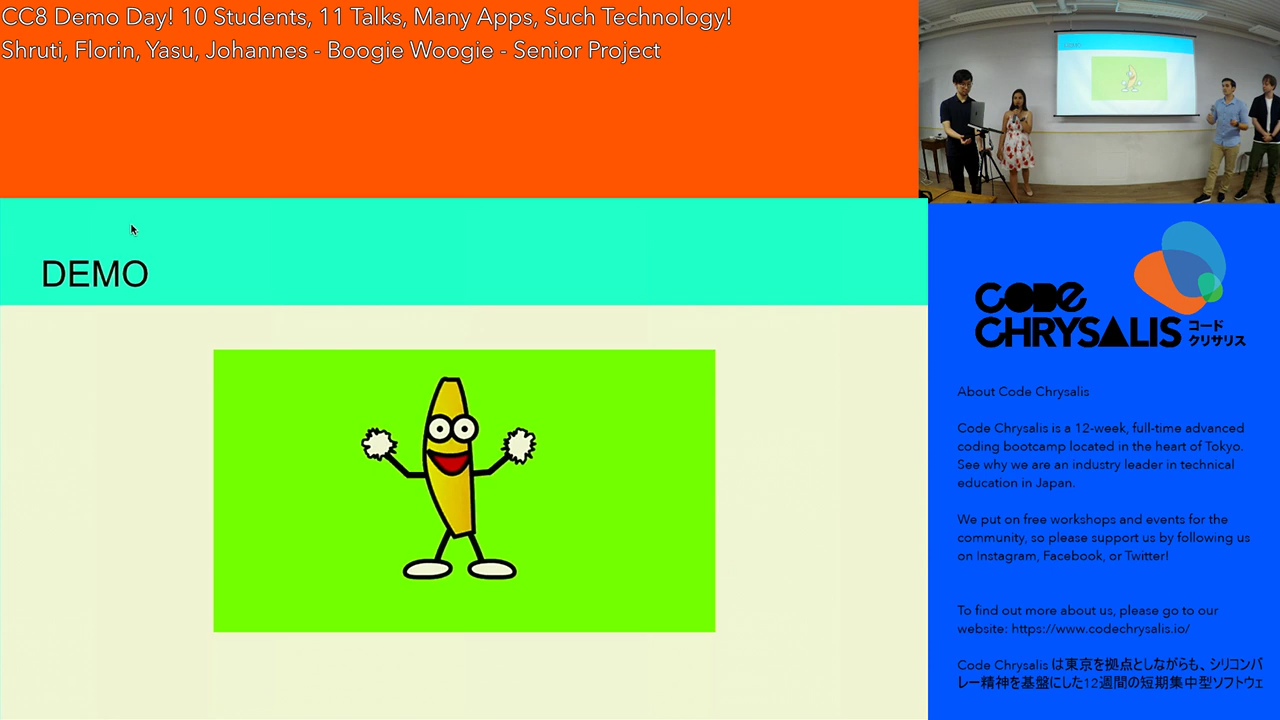 CC8 Demo Day! 10 Students, 11 Talks, Many Apps, Such Technology!
Shruti, Florin, Yasu, Johannes - Boogie Woogie - Senior Project
DEMO
CODE
CHRYSALIS コード
クリサリス
About Code Chrysalis
Code Chrysalis is a 12-week, full-time advanced
coding bootcamp located in the heart of Tokyo.
See why we are an industry leader in technical
education in Japan.
We put on free workshops and events for the
community, so please support us by following us
on Instagram, Facebook, or Twitter!
To find out more about us, please go to our
website: https://www.codechrysalis.io/
Code Chrysalis は東京を拠点としながらも、シリコンバ
レー精神を基盤にした12週間の短期集中型ソフトウェ